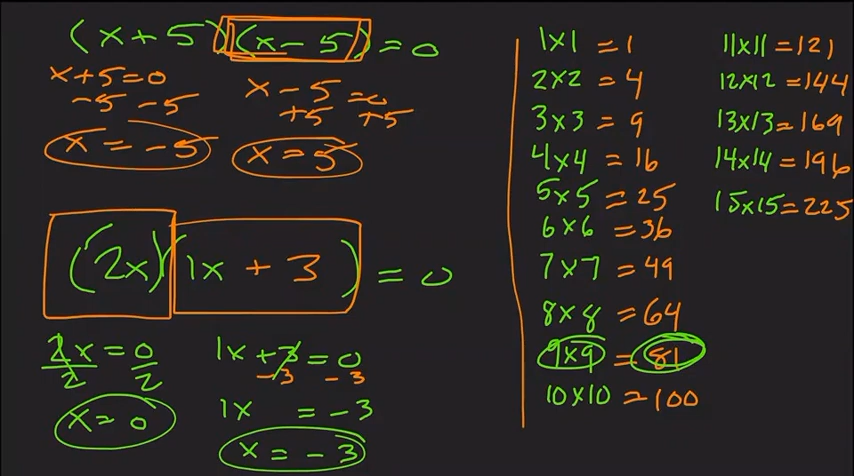 (x+5)(x-5)=0
x+5=0
-5 -5
x=-5
x-5=0
+5 +5
x=5
(2x)(1x+3)=0
2x=0
2 2
x=0
1x+3=0
-3 -3
1x =-3
x=-3
1x1=1
2x2=4
3x3=9
4x4=16
5x5=25
6x6=36
7x7=49
8x8=64
9x9=81
10x10=100
11x11=121
12x12=144
13x13=169
14x14=196
15x15=225